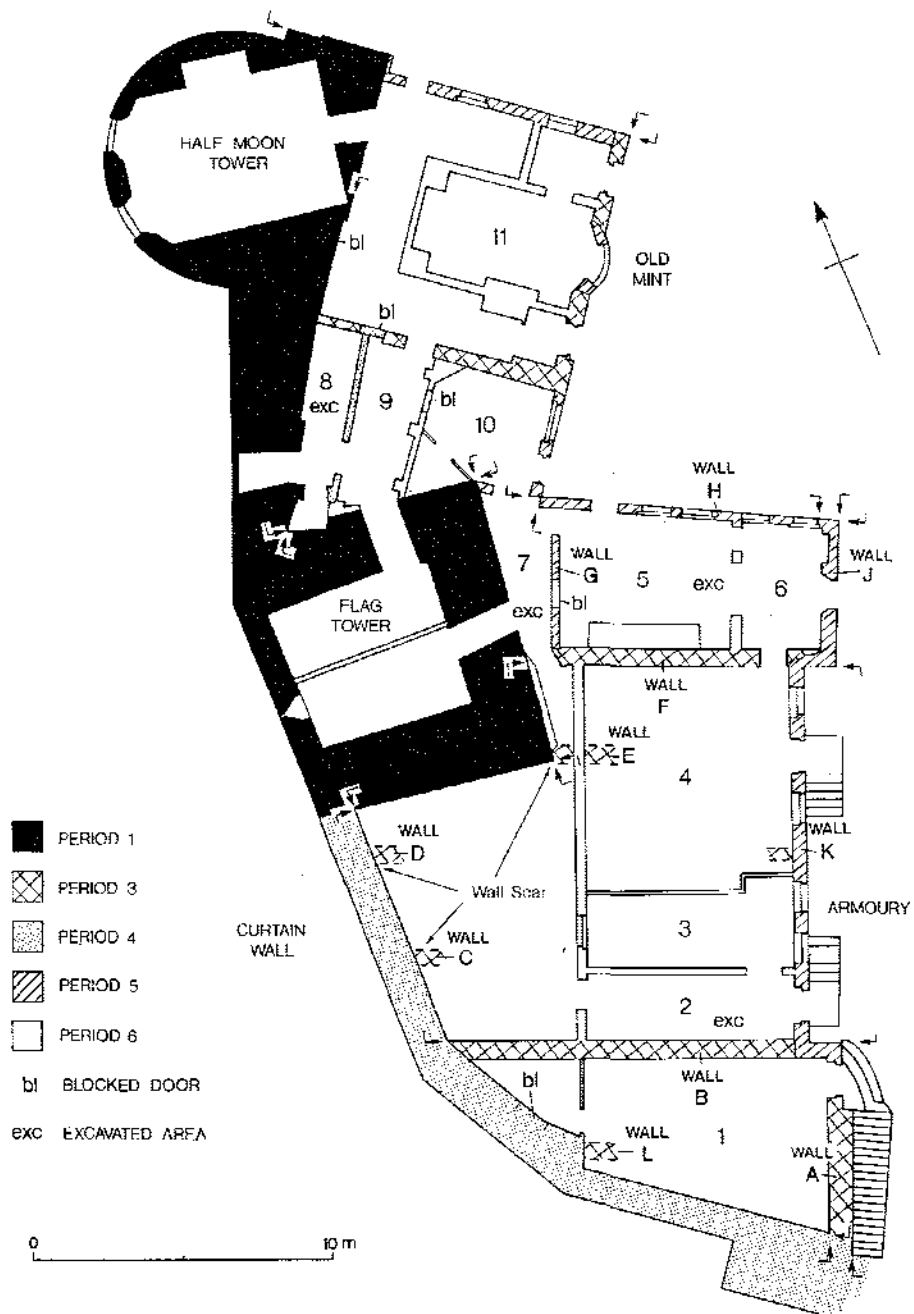 HALF MOON
TOWER
bl
11
OLD
MINT
bl
8
exc
9
bl
10
WALL
H
7
WALL
G
5
exc
6
WALL
J
FLAG
TOWER
exc
bl
WALL
F
WALL
E
4
PERIOD 1
WALL
D
WALL
K
PERIOD 3
Wall Scar
3
ARMOURY
PERIOD 4
CURTAIN
WALL
WALL
C
PERIOD 5
2
exc
PERIOD 6
bl BLOCKED DOOR
bl
WALL
B
exc EXCAVATED AREA
1
WALL
L
WALL
A
0 10 m